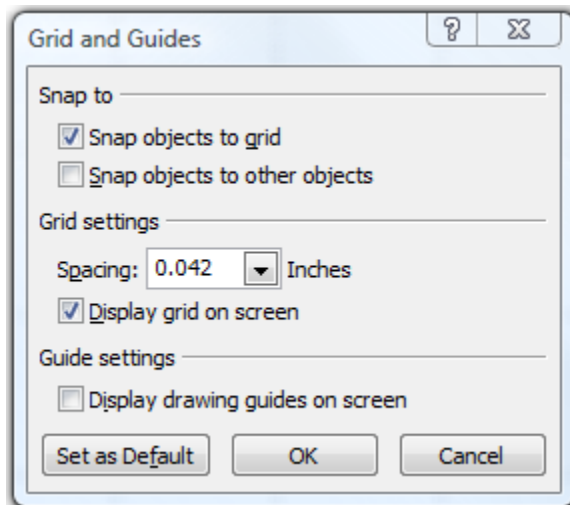 Grid and Guides
Snap to
Snap objects to grid
Snap objects to other objects
Grid settings
Spacing: 0.042 Inches
Display grid on screen
Guide settings
Display drawing guides on screen
Set as Default OK Cancel